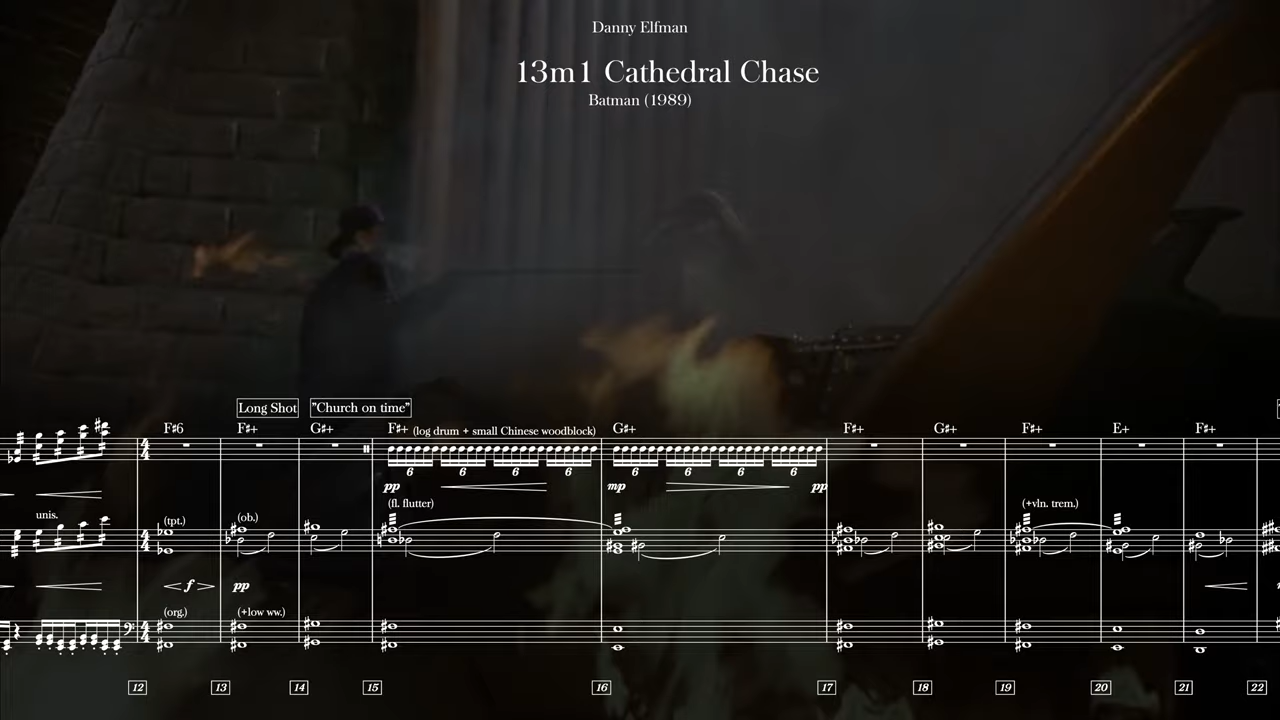 Danny Elfman
13m1 Cathedral Chase
Batman (1989)
Long Shot "Church on time"
F♯6 F♯+ G♯+ F♯+ (log drum + small Chinese woodblock) G♯+ F♯+ G♯+ F♯+ E+ F♯+
6 6 6 6 6 6 6 6
pp mp pp
unis. (tpt.) (ob.) (fl. flutter) (+vln. trem.)
f pp
(org.) (+low ww.)
12 13 14 15 16 17 18 19 20 21 22